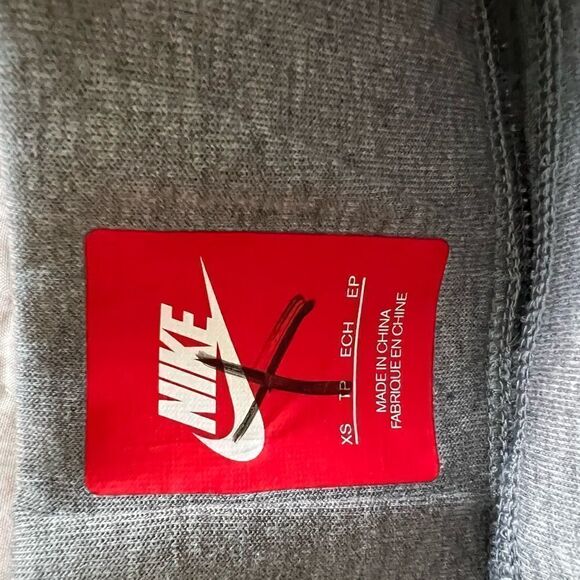 NIKE
XS TP ECH EP
MADE IN CHINA
FABRIQUE EN CHINE